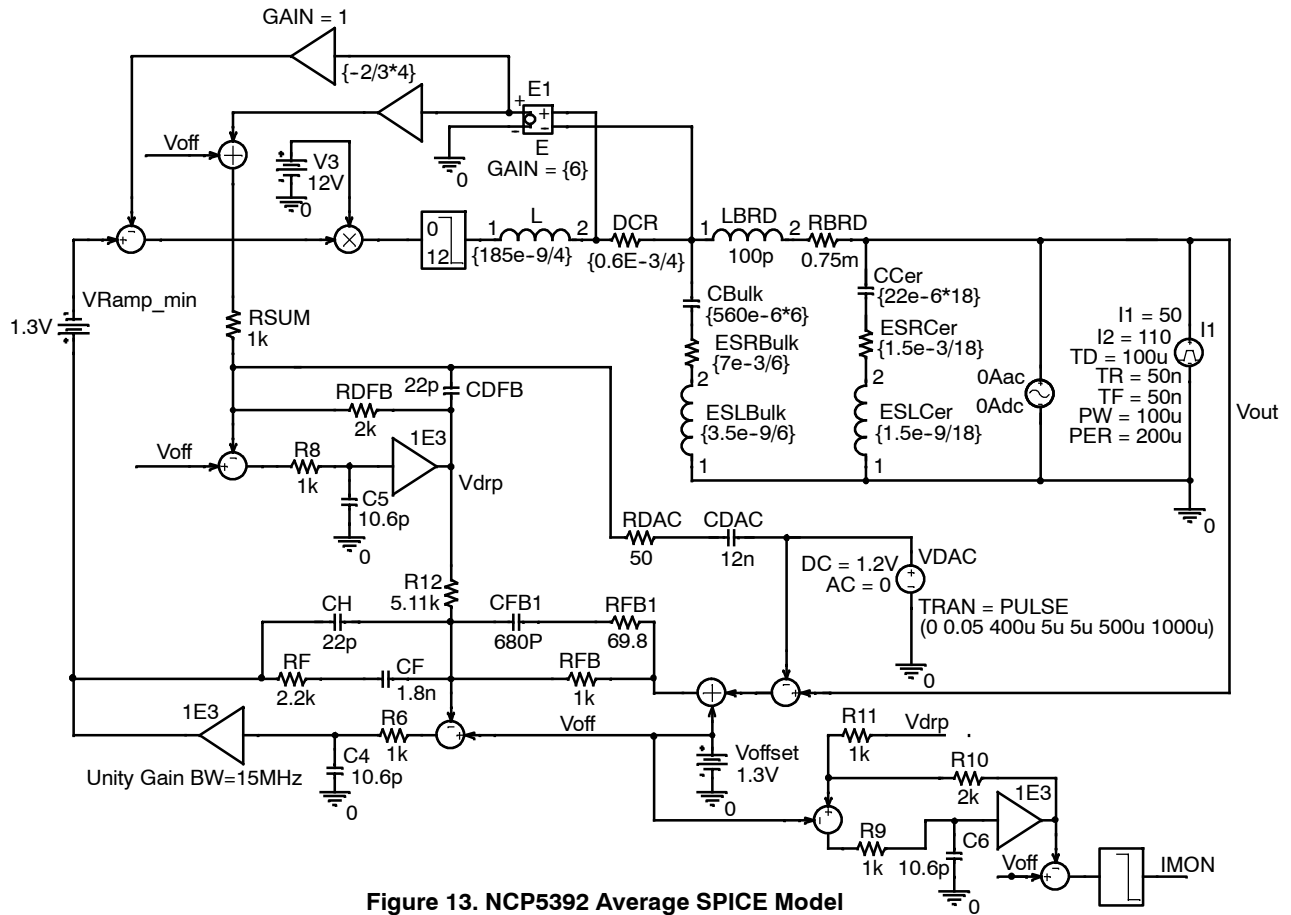 GAIN = 1
{-2/3*4}
E1
+
+
-
-
E
GAIN = {6}
0
Voff
+
V3
12V
+
0
+
-
0
12
1
L
2
{185e-9/4}
DCR
{0.6E-3/4}
1
LBRD
2
100p
RBRD
0.75m
VRamp_min
1.3V
+
RSUM
1k
CBulk
{560e-6*6}
ESRBulk
{7e-3/6}
2
ESLBulk
{3.5e-9/6}
1
CCer
{22e-6*18}
ESRCer
{1.5e-3/18}
2
ESLCer
{1.5e-9/18}
1
0Aac
0Adc
I1 = 50
I2 = 110
TD = 100u
TR = 50n
TF = 50n
PW = 100u
PER = 200u
I1
Vout
0
22p
CDFB
RDFB
2k
Voff
+
-
R8
1k
1E3
C5
10.6p
0
Vdrp
RDAC
50
CDAC
12n
DC = 1.2V
AC = 0
VDAC
+
-
TRAN = PULSE
(0 0.05 400u 5u 5u 500u 1000u)
0
R12
5.11k
CH
22p
CFB1
680P
RFB1
69.8
RF
2.2k
CF
1.8n
RFB
1k
+
-
+
1E3
Unity Gain BW=15MHz
R6
1k
C4
10.6p
0
-
+
Voff
Voffset
1.3V
+
0
R11
1k
Vdrp
R10
2k
+
-
R9
1k
1E3
C6
10.6p
0
Voff
+
-
IMON
Figure 13. NCP5392 Average SPICE Model